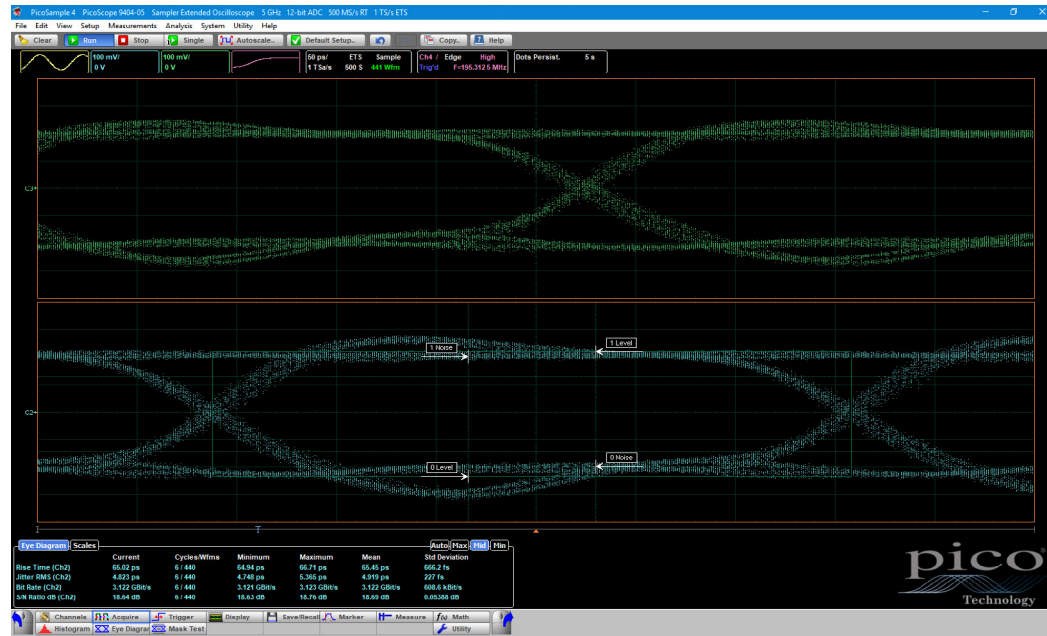 PicoSample 4 PicoScope 9404-05 Sampler Extended Oscilloscope 5 GHz 12-bit ADC 500 MS/s RT 1 TS/s ETS
File Edit View Setup Measurements Analysis System Utility Help
Clear Run Stop Single Autoscale.. Default Setup.. Copy.. Help
100 mV/ 100 mV/ 50 ps/ ETS Sample Ch4 / Edge High Dots Persist. 5 s
0 V 0 V 1 TSa/s 500 S 441 Wfm Trig'd F=195.312 5 MHz
C3
1 Level
1 Noise
C2
0 Noise
0 Level
T
Eye Diagram Scales Auto Max Mid Min
Current Cycles/Wfms Minimum Maximum Mean Std Deviation
Rise Time (Ch2) 65.02 ps 6 / 440 64.94 ps 66.71 ps 65.45 ps 666.2 fs
Jitter RMS (Ch2) 4.823 ps 6 / 440 4.748 ps 5.365 ps 4.919 ps 227 fs
Bit Rate (Ch2) 3.122 GBit/s 6 / 440 3.121 GBit/s 3.123 GBit/s 3.122 GBit/s 608.6 kBit/s
S/N Ratio dB (Ch2) 18.64 dB 6 / 440 18.63 dB 18.76 dB 18.69 dB 0.05388 dB
pico
Technology
Channels Acquire Trigger Display Save/Recall Marker Measure f(x) Math
Histogram Eye Diagram Mask Test Utility